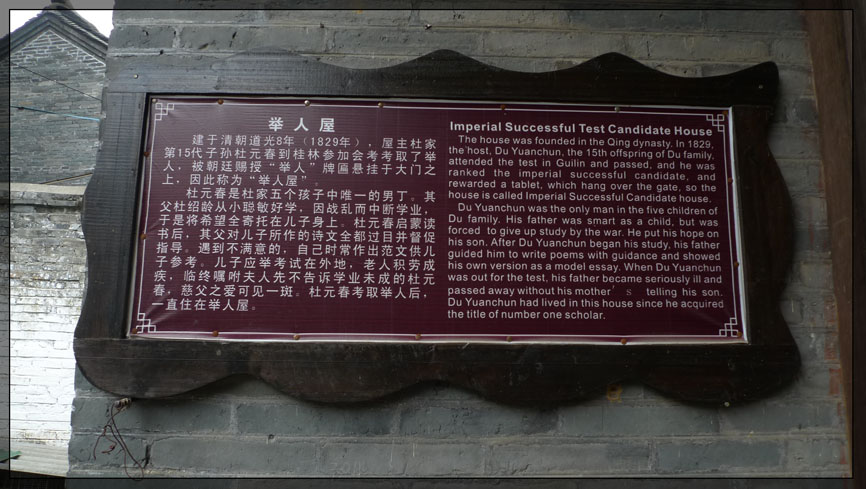 举人屋
建于清朝道光8年（1829年），屋主杜家
第15代子孙杜元春到桂林参加会考考取了举
人，被朝廷赐授“举人”牌匾悬挂于大门之
上，因此称为“举人屋”。
杜元春是杜家五个孩子中唯一的男丁。其
父杜绍龄从小聪敏好学，因战乱而中断学业，
于是将希望全寄托在儿子身上。杜元春启蒙读
书后，其父对儿子所作的诗文全都过目并督促
指导。遇到不满意的，自己时常作出范文供儿
子参考。儿子应举考试在外地，老人积劳成
疾，临终嘱咐夫人先不告诉学业未成的杜元
春，慈父之爱可见一斑。杜元春考取举人后，
一直住在举人屋。
Imperial Successful Test Candidate House
The house was founded in the Qing dynasty. In 1829,
the host, Du Yuanchun, the 15th offspring of Du family,
attended the test in Guilin and passed, and he was
ranked the imperial successful candidate, and
rewarded a tablet, which hang over the gate, so the
house is called Imperial Successful Candidate house.
Du Yuanchun was the only man in the five children of
Du family. His father was smart as a child, but was
forced to give up study by the war. He put his hope on
his son. After Du Yuanchun began his study, his father
guided him to write poems with guidance and showed
his own version as a model essay. When Du Yuanchun
was out for the test, his father became seriously ill and
passed away without his mother's telling his son.
Du Yuanchun had lived in this house since he acquired
the title of number one scholar.